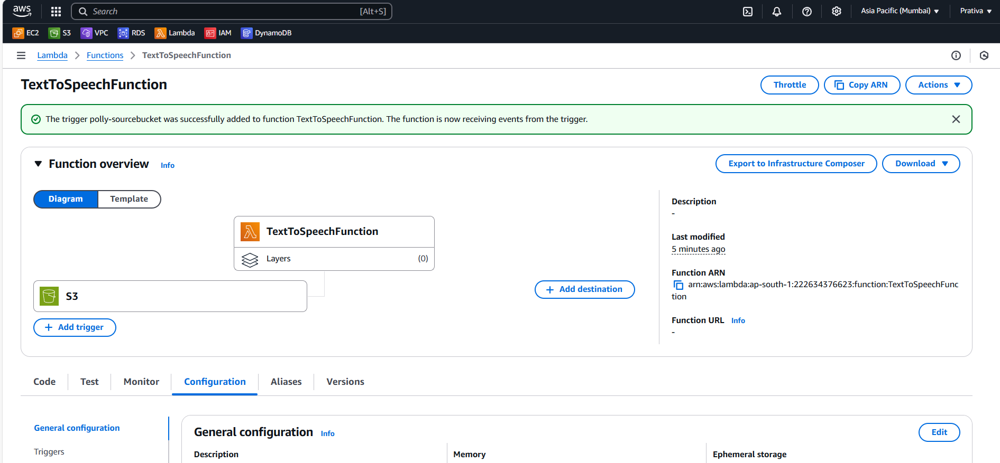 aws
Search [Alt+S]
Asia Pacific (Mumbai) Prativa
EC2 S3 VPC RDS Lambda IAM DynamoDB
Lambda Functions TextToSpeechFunction
TextToSpeechFunction
Throttle Copy ARN Actions
The trigger polly-sourcebucket was successfully added to function TextToSpeechFunction. The function is now receiving events from the trigger.
Function overview Info
Export to Infrastructure Composer Download
Diagram Template
TextToSpeechFunction
Layers (0)
S3
+ Add trigger
+ Add destination
Description
-
Last modified
5 minutes ago
Function ARN
arn:aws:lambda:ap-south-1:222634376623:function:TextToSpeechFunc
tion
Function URL Info
-
Code Test Monitor Configuration Aliases Versions
General configuration
Triggers
General configuration Info
Edit
Description Memory Ephemeral storage